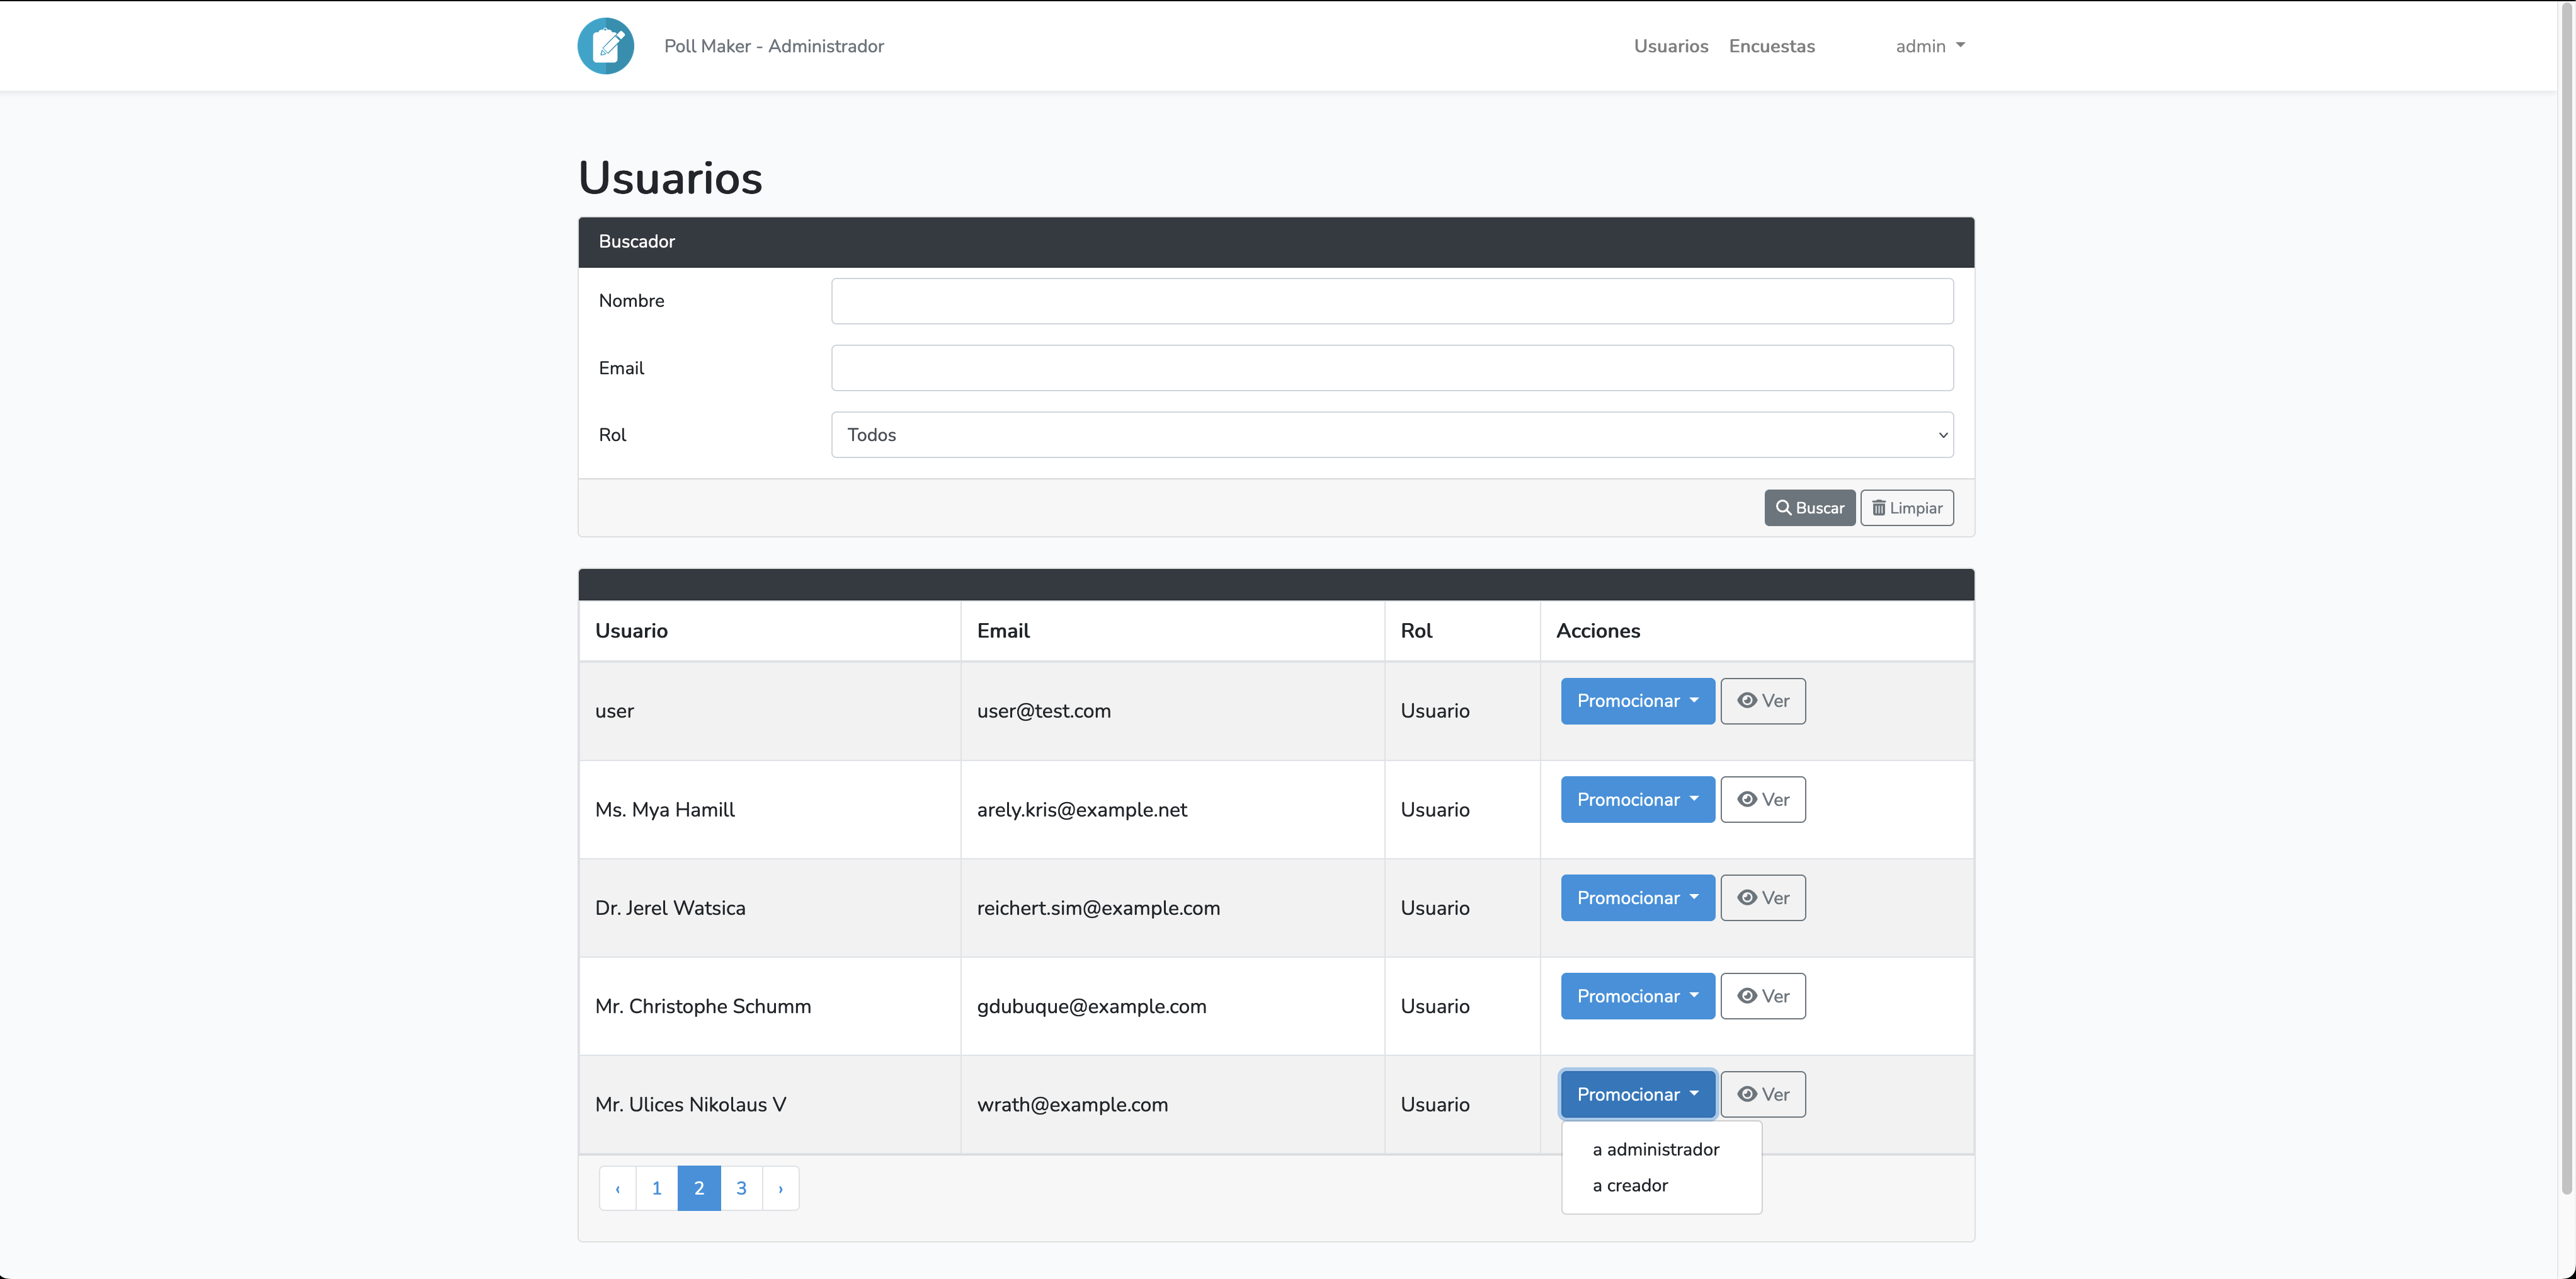 Poll Maker - Administrador
Usuarios Encuestas admin
Usuarios
Buscador
Nombre
Email
Rol Todos
Buscar Limpiar
Usuario Email Rol Acciones
user user@test.com Usuario Promocionar Ver
Ms. Mya Hamill arely.kris@example.net Usuario Promocionar Ver
Dr. Jerel Watsica reichert.sim@example.com Usuario Promocionar Ver
Mr. Christophe Schumm gdubuque@example.com Usuario Promocionar Ver
Mr. Ulices Nikolaus V wrath@example.com Usuario Promocionar Ver
a administrador
a creador
‹ 1 2 3 ›